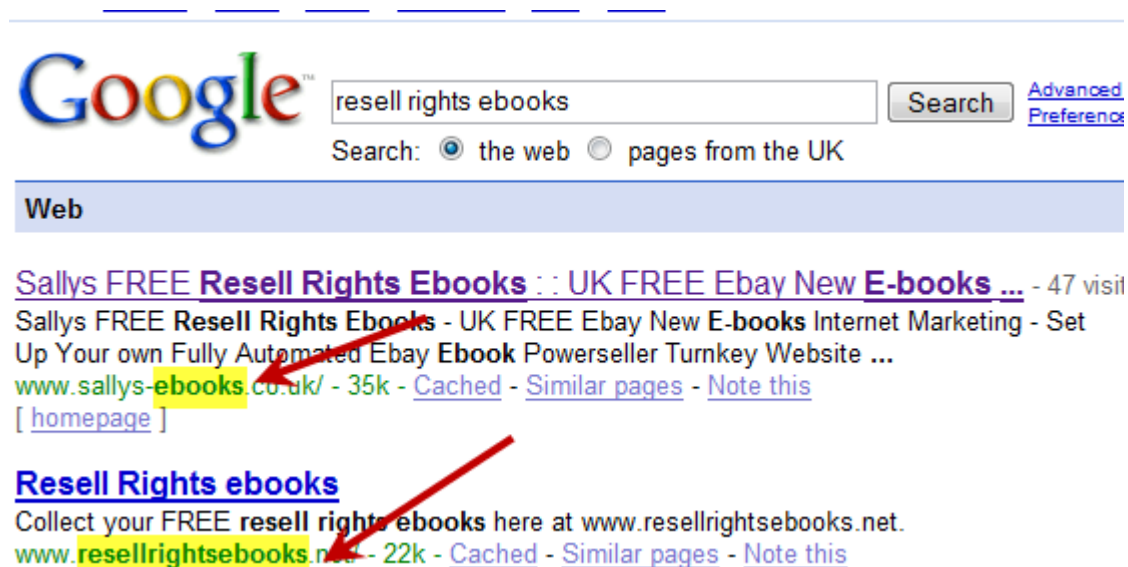 Google™
resell rights ebooks Search Advanced
Preference
Search: the web pages from the UK
Web
Sallys FREE Resell Rights Ebooks : : UK FREE Ebay New E-books ... - 47 visit
Sallys FREE Resell Rights Ebooks - UK FREE Ebay New E-books Internet Marketing - Set
Up Your own Fully Automated Ebay Ebook Powerseller Turnkey Website ...
www.sallys-ebooks.co.uk/ - 35k - Cached - Similar pages - Note this
[ homepage ]
Resell Rights ebooks
Collect your FREE resell rights ebooks here at www.resellrightsebooks.net.
www.resellrightsebooks.net/ - 22k - Cached - Similar pages - Note this